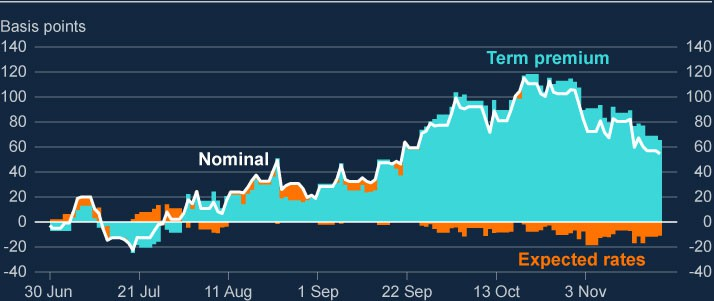 Basis points
140 140
Term premium
120 120
100 100
80 80
60 60
Nominal
40 40
20 20
0 0
-20 -20
Expected rates
-40 -40
30 Jun 21 Jul 11 Aug 1 Sep 22 Sep 13 Oct 3 Nov